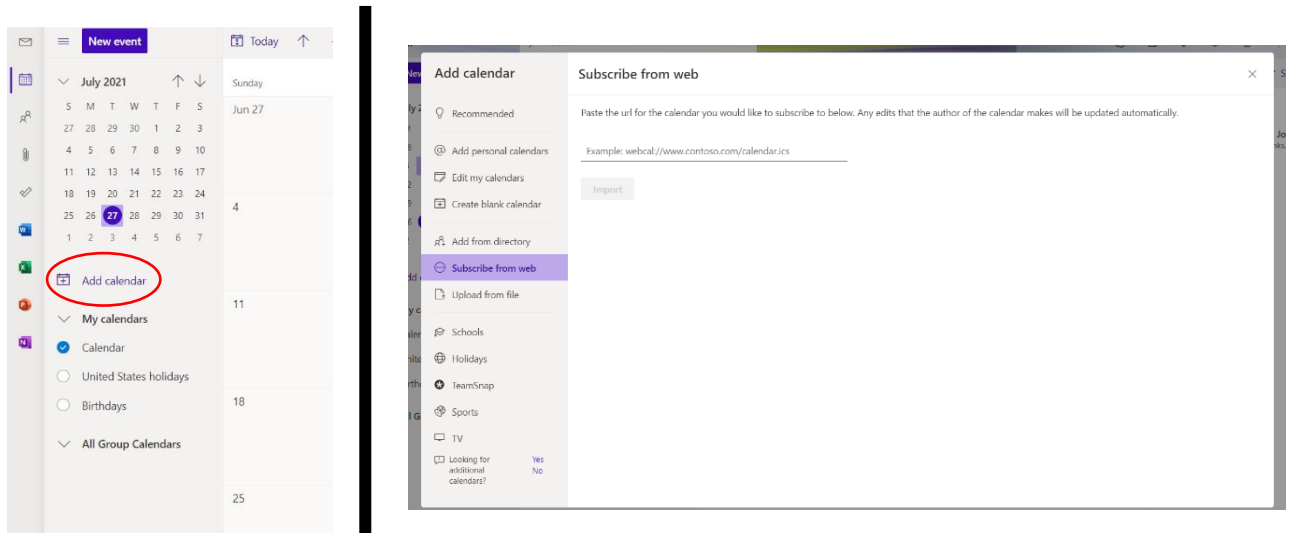 New event
Today
July 2021
Sunday
S M T W T F S
27 28 29 30 1 2 3
4 5 6 7 8 9 10
11 12 13 14 15 16 17
18 19 20 21 22 23 24
25 26 27 28 29 30 31
1 2 3 4 5 6 7
Jun 27
4
11
18
25
Add calendar
My calendars
Calendar
United States holidays
Birthdays
All Group Calendars
Add calendar
Recommended
Add personal calendars
Edit my calendars
Create blank calendar
Add from directory
Subscribe from web
Upload from file
Schools
Holidays
TeamSnap
Sports
TV
Looking for
additional
calendars?
Yes
No
Subscribe from web
Paste the url for the calendar you would like to subscribe to below. Any edits that the author of the calendar makes will be updated automatically.
Example: webcal://www.contoso.com/calendar.ics
Import